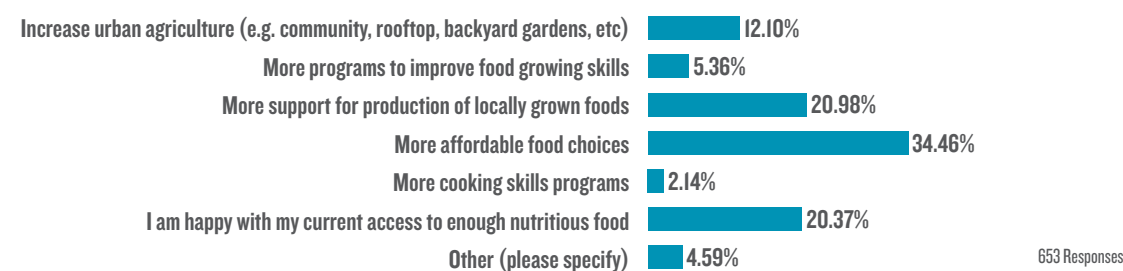 Increase urban agriculture (e.g. community, rooftop, backyard gardens, etc) 12.10%
More programs to improve food growing skills 5.36%
More support for production of locally grown foods 20.98%
More affordable food choices 34.46%
More cooking skills programs 2.14%
I am happy with my current access to enough nutritious food 20.37%
Other (please specify) 4.59% 653 Responses